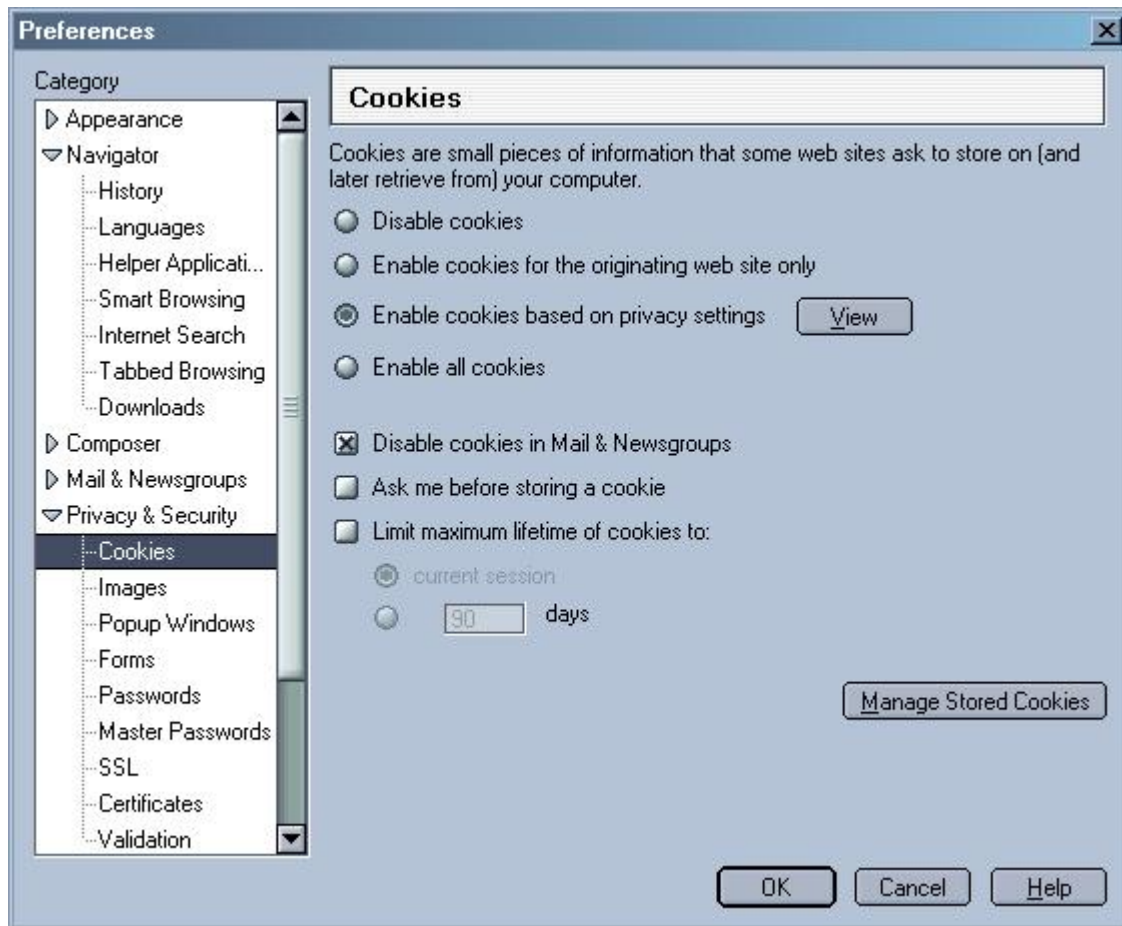 Preferences
Category
Appearance
Navigator
History
Languages
Helper Applicati...
Smart Browsing
Internet Search
Tabbed Browsing
Downloads
Composer
Mail & Newsgroups
Privacy & Security
Cookies
Images
Popup Windows
Forms
Passwords
Master Passwords
SSL
Certificates
Validation
Cookies
Cookies are small pieces of information that some web sites ask to store on (and
later retrieve from) your computer.
Disable cookies
Enable cookies for the originating web site only
Enable cookies based on privacy settings View
Enable all cookies
Disable cookies in Mail & Newsgroups
Ask me before storing a cookie
Limit maximum lifetime of cookies to:
current session
90 days
Manage Stored Cookies
OK Cancel Help